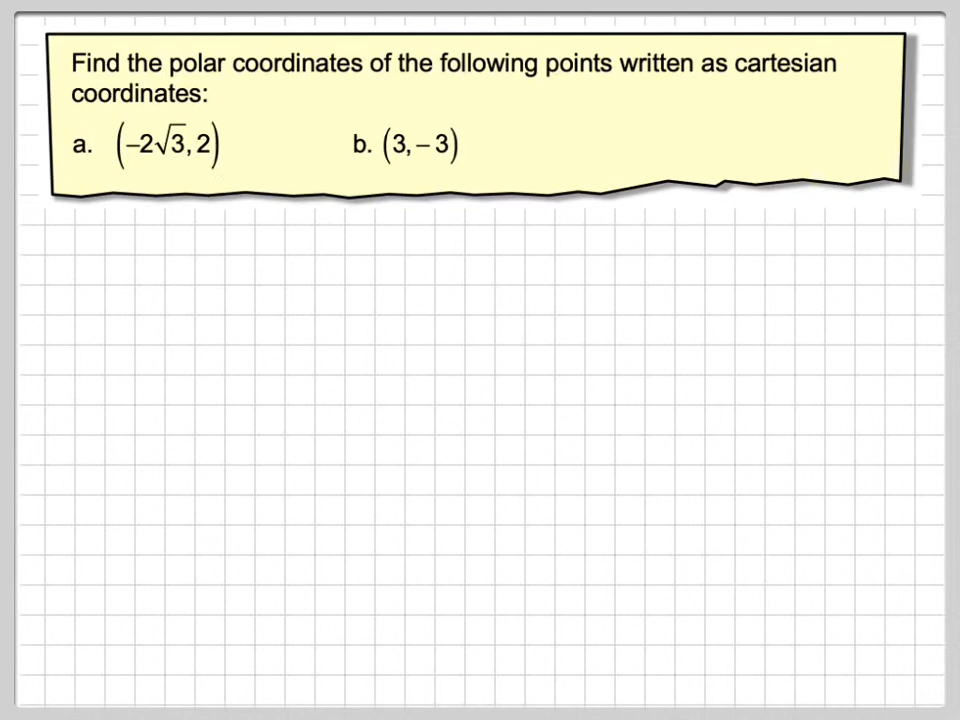 Find the polar coordinates of the following points written as cartesian
coordinates:
a. (–2√3, 2) b. (3, – 3)